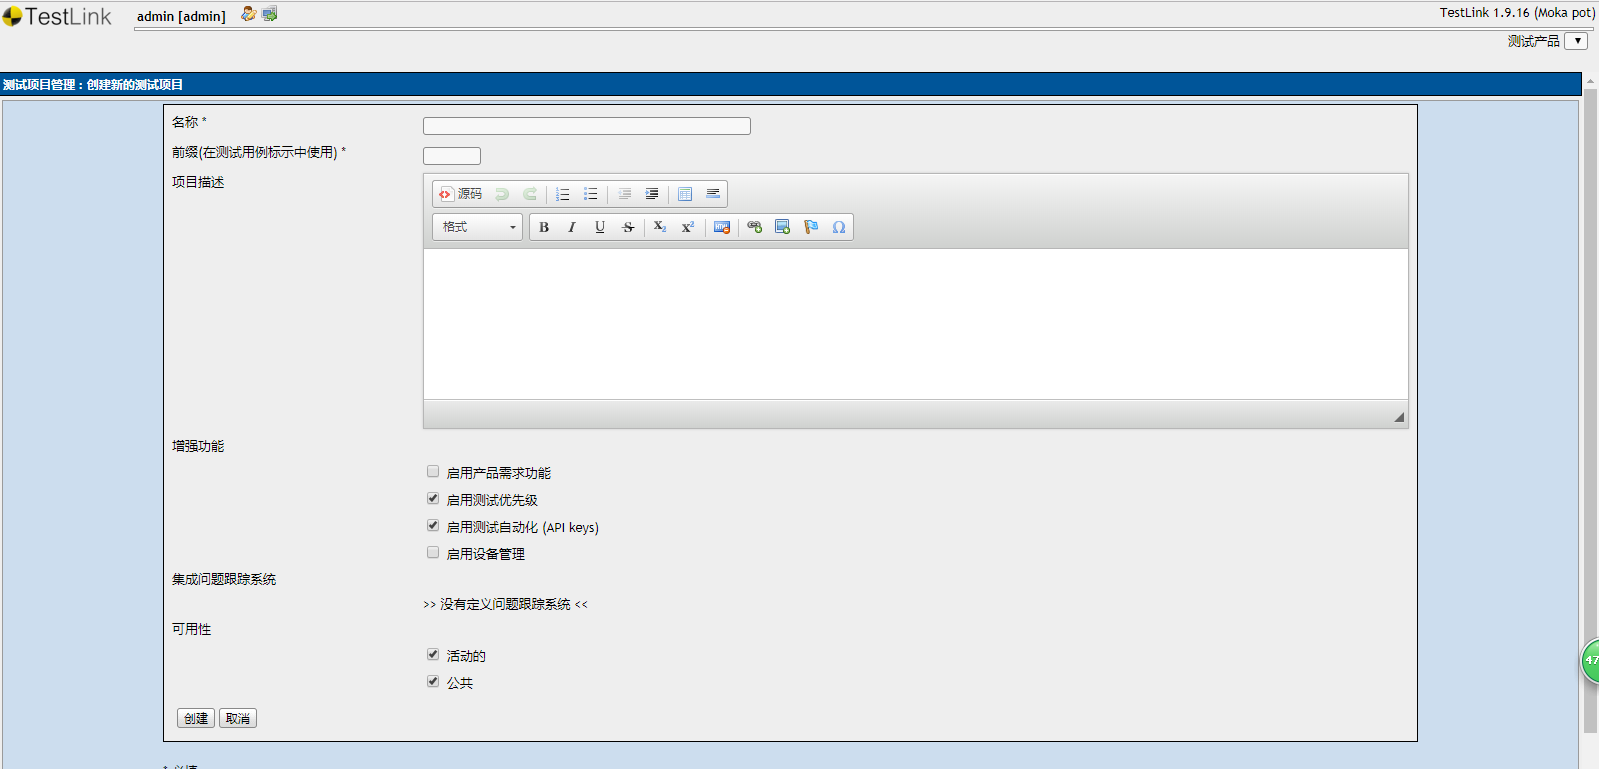 TestLink admin [admin] TestLink 1.9.16 (Moka pot)
测试产品
测试项目管理 : 创建新的测试项目
名称 *
前缀(在测试用例标示中使用) *
项目描述
源码
格式 B I U S X₂ X² Ω
增强功能
启用产品需求功能
启用测试优先级
启用测试自动化 (API keys)
启用设备管理
集成问题跟踪系统
>> 没有定义问题跟踪系统 <<
可用性
活动的
47
公共
创建 取消